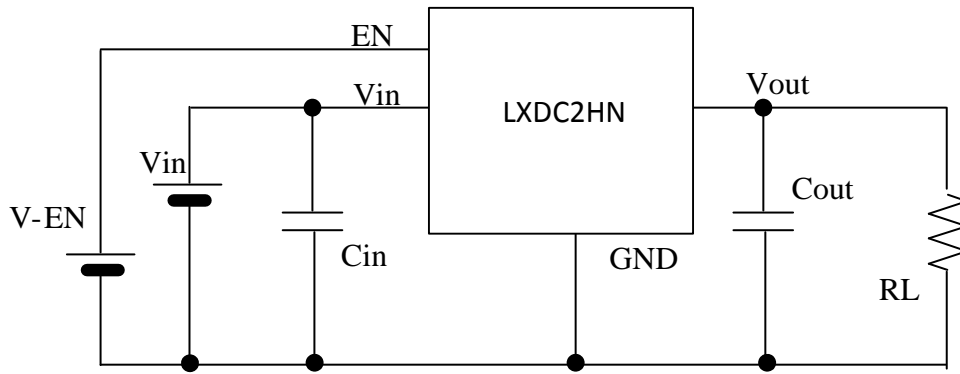 EN
Vin
LXDC2HN
Vout
Vin
Cout
V-EN
Cin
GND
RL